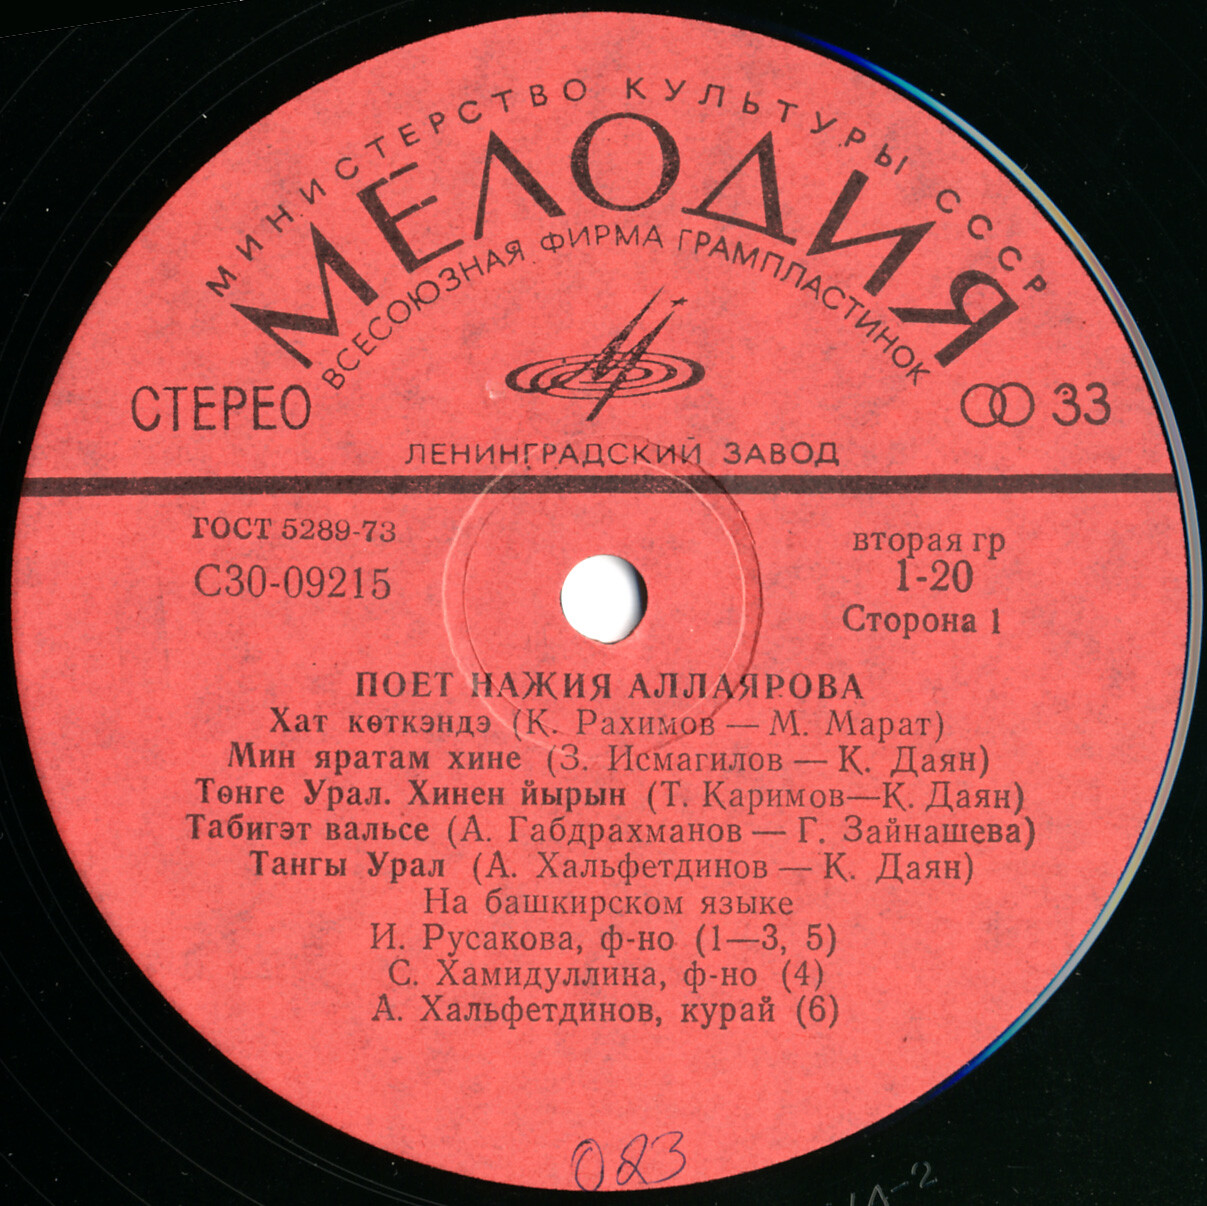 МИНИСТЕРСТВО КУЛЬТУРЫ СССР
МЕЛОДИЯ
ВСЕСОЮЗНАЯ ФИРМА ГРАМПЛАСТИНОК
СТЕРЕО
33
ЛЕНИНГРАДСКИЙ ЗАВОД
ГОСТ 5289-73
С30-09215
вторая гр
1-20
Сторона 1
ПОЕТ НАЖИЯ АЛЛАЯРОВА
Хат көткэндэ (К. Рахимов — М. Марат)
Мин яратам хине (З. Исмагилов — К. Даян)
Төнге Урал. Хинен йырын (Т. Каримов—К. Даян)
Табигэт вальсе (А. Габдрахманов — Г. Зайнашева)
Тангы Урал (А. Хальфетдинов — К. Даян)
На башкирском языке
И. Русакова, ф-но (1—3, 5)
С. Хамидуллина, ф-но (4)
А. Хальфетдинов, курай (6)
023